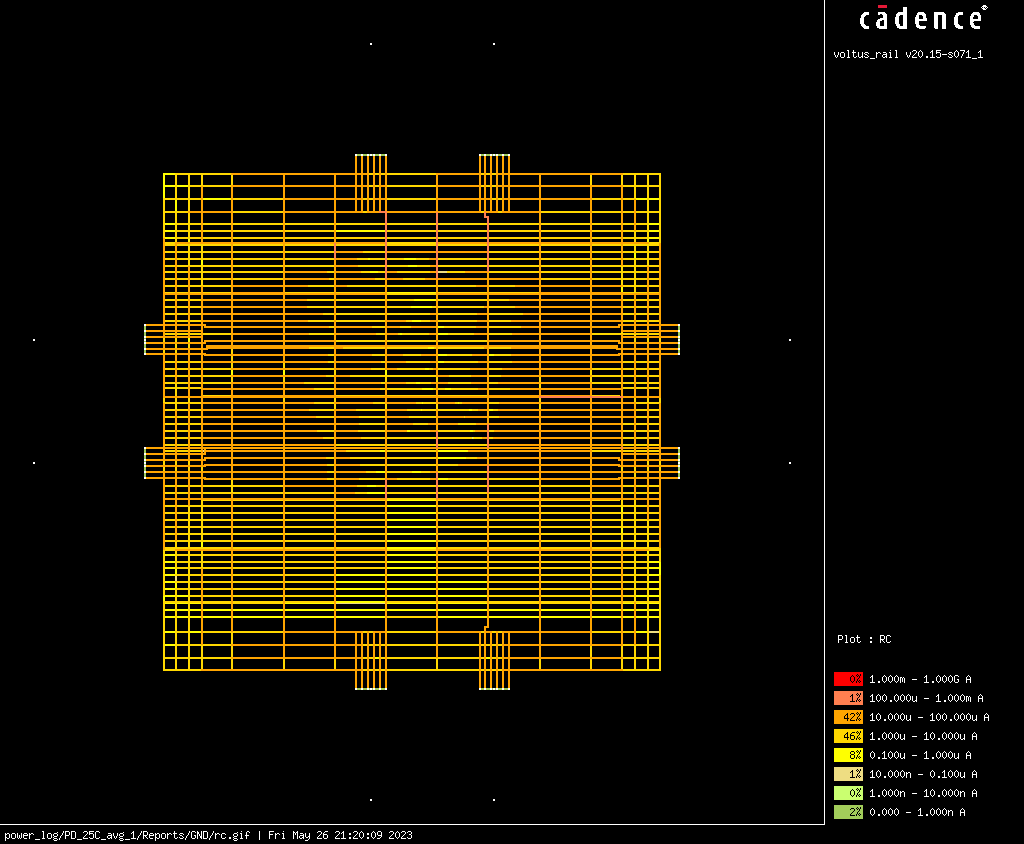 cādence®
voltus_rail v20.15-s071_1
Plot : RC
0% 1.000m - 1.000G A
1% 100.000u - 1.000m A
42% 10.000u - 100.000u A
46% 1.000u - 10.000u A
8% 0.100u - 1.000u A
1% 10.000n - 0.100u A
0% 1.000n - 10.000n A
2% 0.000 - 1.000n A
power_log/PD_25C_avg_1/Reports/GND/rc.gif | Fri May 26 21:20:09 2023